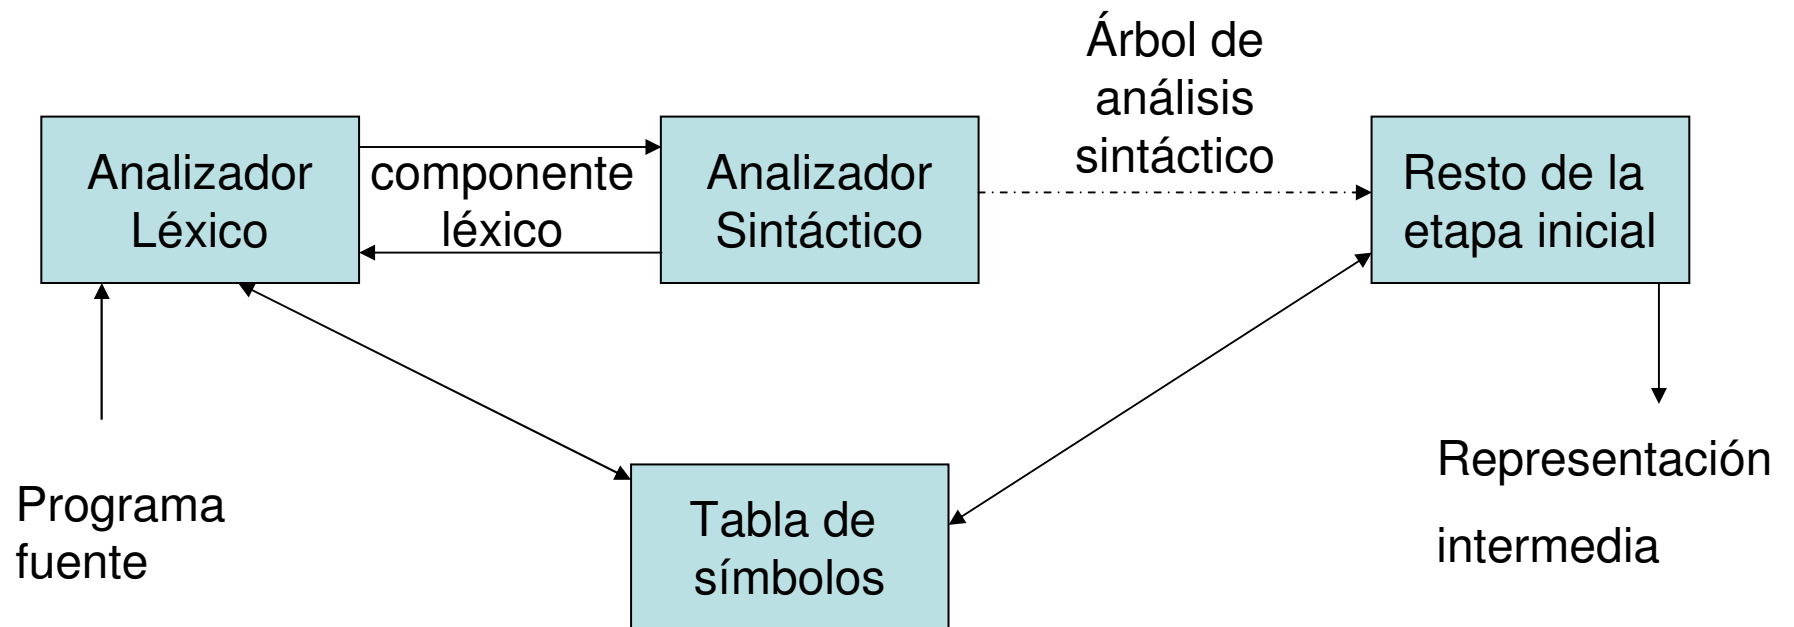 Árbol de
análisis
sintáctico
Analizador
Léxico
componente
léxico
Analizador
Sintáctico
Resto de la
etapa inicial
Programa
fuente
Tabla de
símbolos
Representación
intermedia